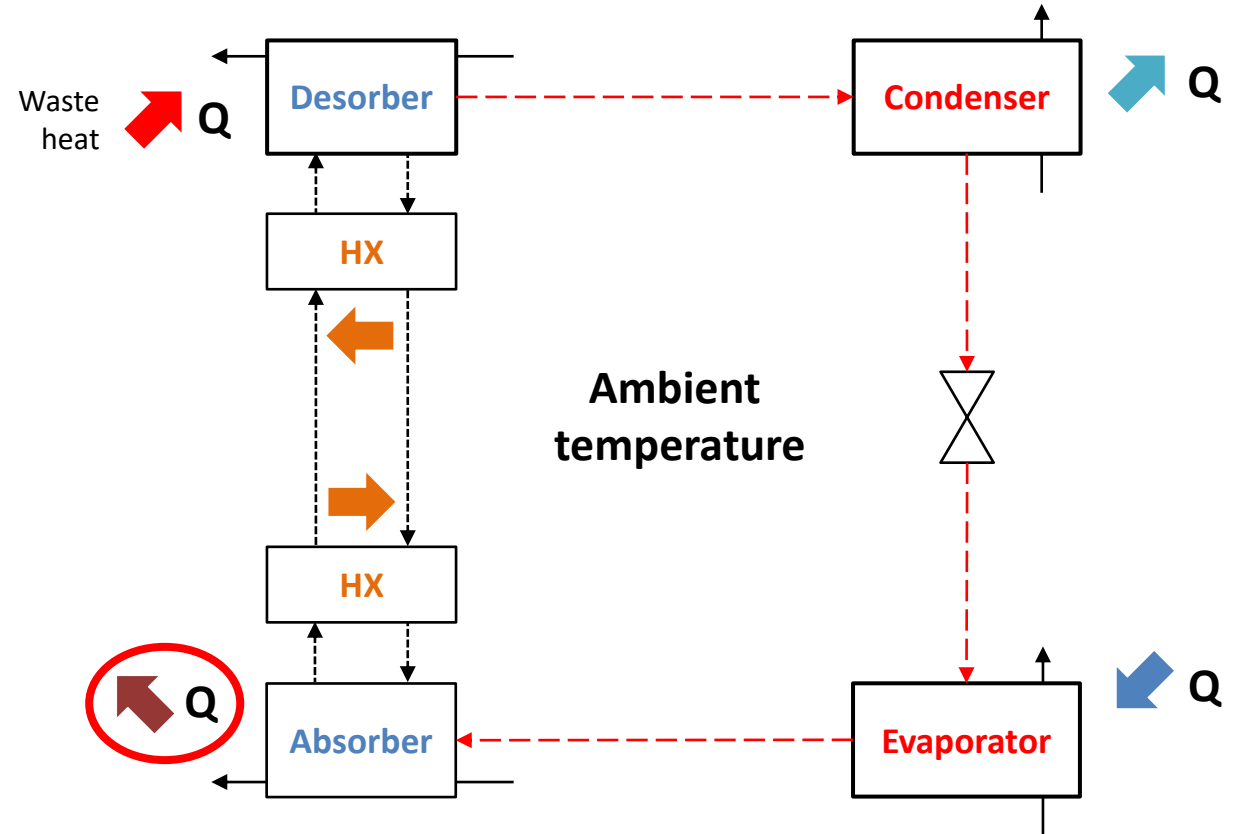 Waste
heat
Q
Desorber
Condenser
Q
HX
Ambient
temperature
HX
Q
Absorber
Evaporator
Q